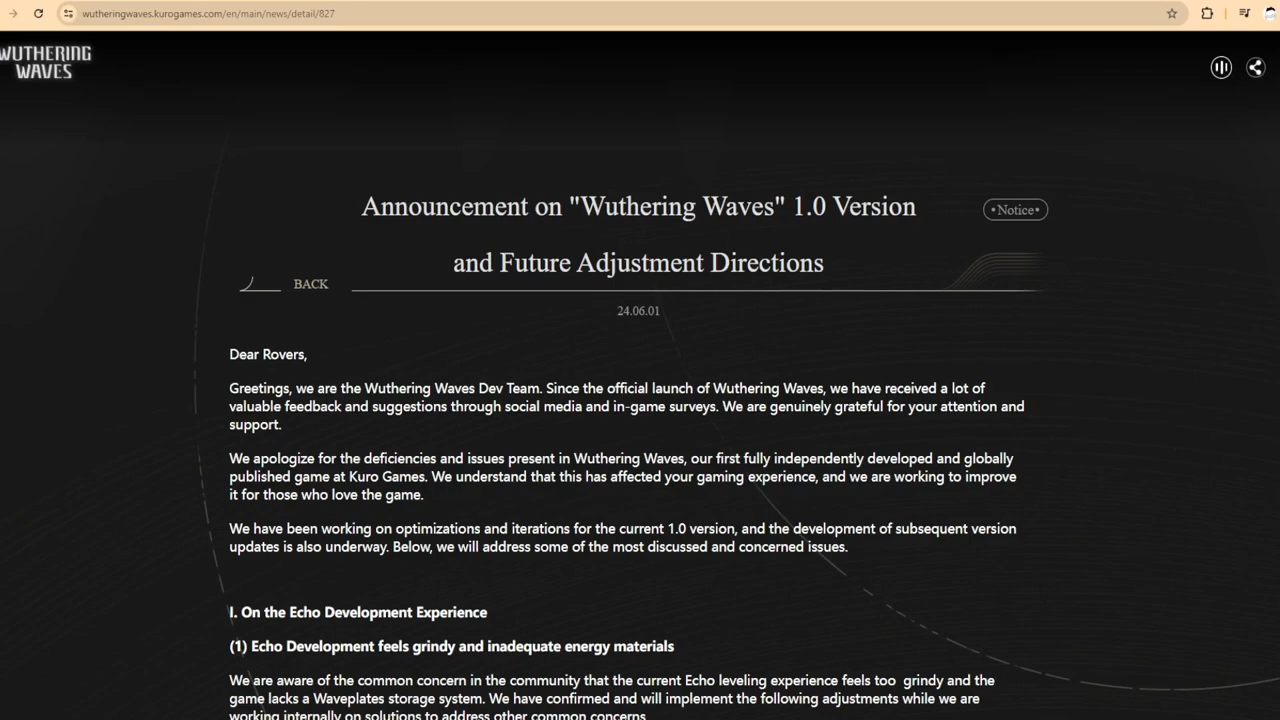 wutheringwaves.kurogames.com/en/main/news/detail/827
WUTHERING
WAVES
Announcement on "Wuthering Waves" 1.0 Version
•Notice•
and Future Adjustment Directions
BACK
24.06.01
Dear Rovers,
Greetings, we are the Wuthering Waves Dev Team. Since the official launch of Wuthering Waves, we have received a lot of
valuable feedback and suggestions through social media and in-game surveys. We are genuinely grateful for your attention and
support.
We apologize for the deficiencies and issues present in Wuthering Waves, our first fully independently developed and globally
published game at Kuro Games. We understand that this has affected your gaming experience, and we are working to improve
it for those who love the game.
We have been working on optimizations and iterations for the current 1.0 version, and the development of subsequent version
updates is also underway. Below, we will address some of the most discussed and concerned issues.
I. On the Echo Development Experience
(1) Echo Development feels grindy and inadequate energy materials
We are aware of the common concern in the community that the current Echo leveling experience feels too grindy and the
game lacks a Waveplates storage system. We have confirmed and will implement the following adjustments while we are
working internally on solutions to address other common concerns